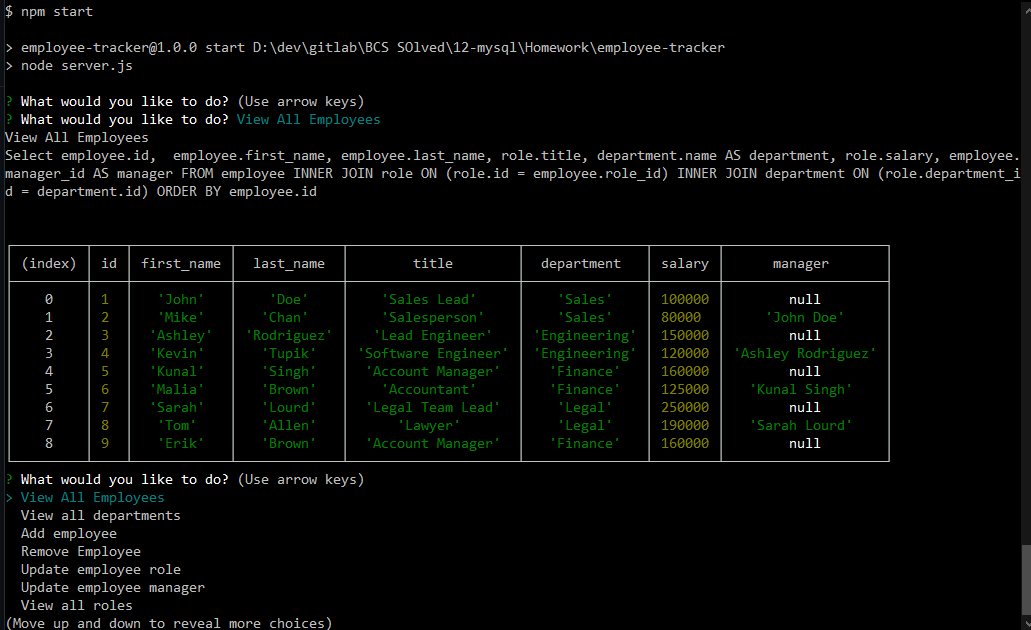 $ npm start
> employee-tracker@1.0.0 start D:\dev\gitlab\BCS SOlved\12-mysql\Homework\employee-tracker
> node server.js
? What would you like to do? (Use arrow keys)
? What would you like to do? View All Employees
View All Employees
Select employee.id,  employee.first_name, employee.last_name, role.title, department.name AS department, role.salary, employee.
manager_id AS manager FROM employee INNER JOIN role ON (role.id = employee.role_id) INNER JOIN department ON (role.department_i
d = department.id) ORDER BY employee.id
(index) id first_name last_name title department salary manager
0 1 'John' 'Doe' 'Sales Lead' 'Sales' 100000 null
1 2 'Mike' 'Chan' 'Salesperson' 'Sales' 80000 'John Doe'
2 3 'Ashley' 'Rodriguez' 'Lead Engineer' 'Engineering' 150000 null
3 4 'Kevin' 'Tupik' 'Software Engineer' 'Engineering' 120000 'Ashley Rodriguez'
4 5 'Kunal' 'Singh' 'Account Manager' 'Finance' 160000 null
5 6 'Malia' 'Brown' 'Accountant' 'Finance' 125000 'Kunal Singh'
6 7 'Sarah' 'Lourd' 'Legal Team Lead' 'Legal' 250000 null
7 8 'Tom' 'Allen' 'Lawyer' 'Legal' 190000 'Sarah Lourd'
8 9 'Erik' 'Brown' 'Account Manager' 'Finance' 160000 null
? What would you like to do? (Use arrow keys)
> View All Employees
View all departments
Add employee
Remove Employee
Update employee role
Update employee manager
View all roles
(Move up and down to reveal more choices)